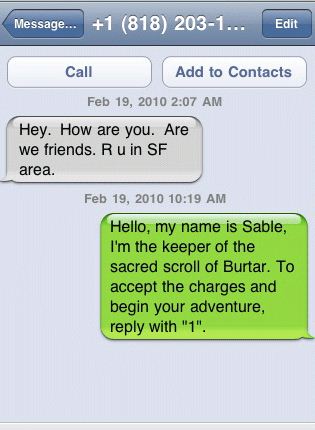 Message...
+1 (818) 203-1...
Edit
Call
Add to Contacts
Feb 19, 2010 2:07 AM
Hey.  How are you.  Are
we friends. R u in SF
area.
Feb 19, 2010 10:19 AM
Hello, my name is Sable,
I'm the keeper of the
sacred scroll of Burtar. To
accept the charges and
begin your adventure,
reply with "1".